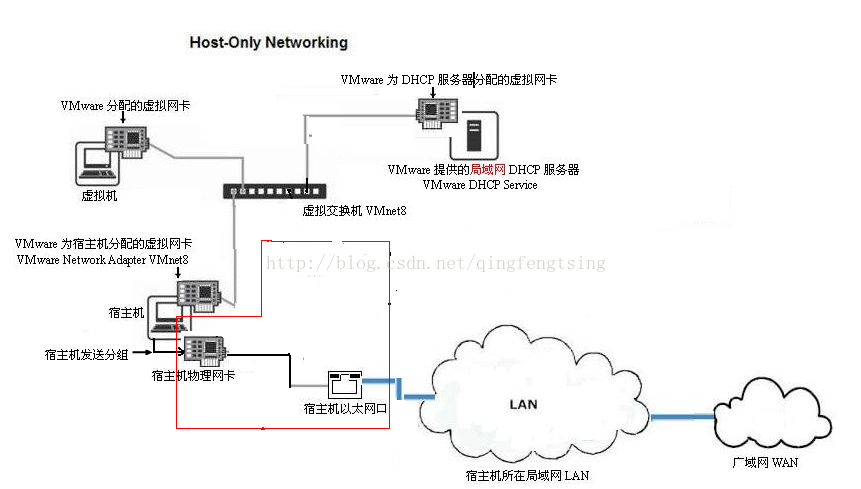 Host-Only Networking
VMware 为 DHCP 服务器分配的虚拟网卡
VMware 分配的虚拟网卡
VMware 提供的局域网 DHCP 服务器
VMware DHCP Service
虚拟机
虚拟交换机 VMnet8
VMware 为宿主机分配的虚拟网卡
VMware Network Adapter VMnet8
http://blog.csdn.net/qingfengtsing
宿主机
宿主机发送分组
宿主机物理网卡
宿主机以太网口
LAN
宿主机所在局域网 LAN
广域网 WAN